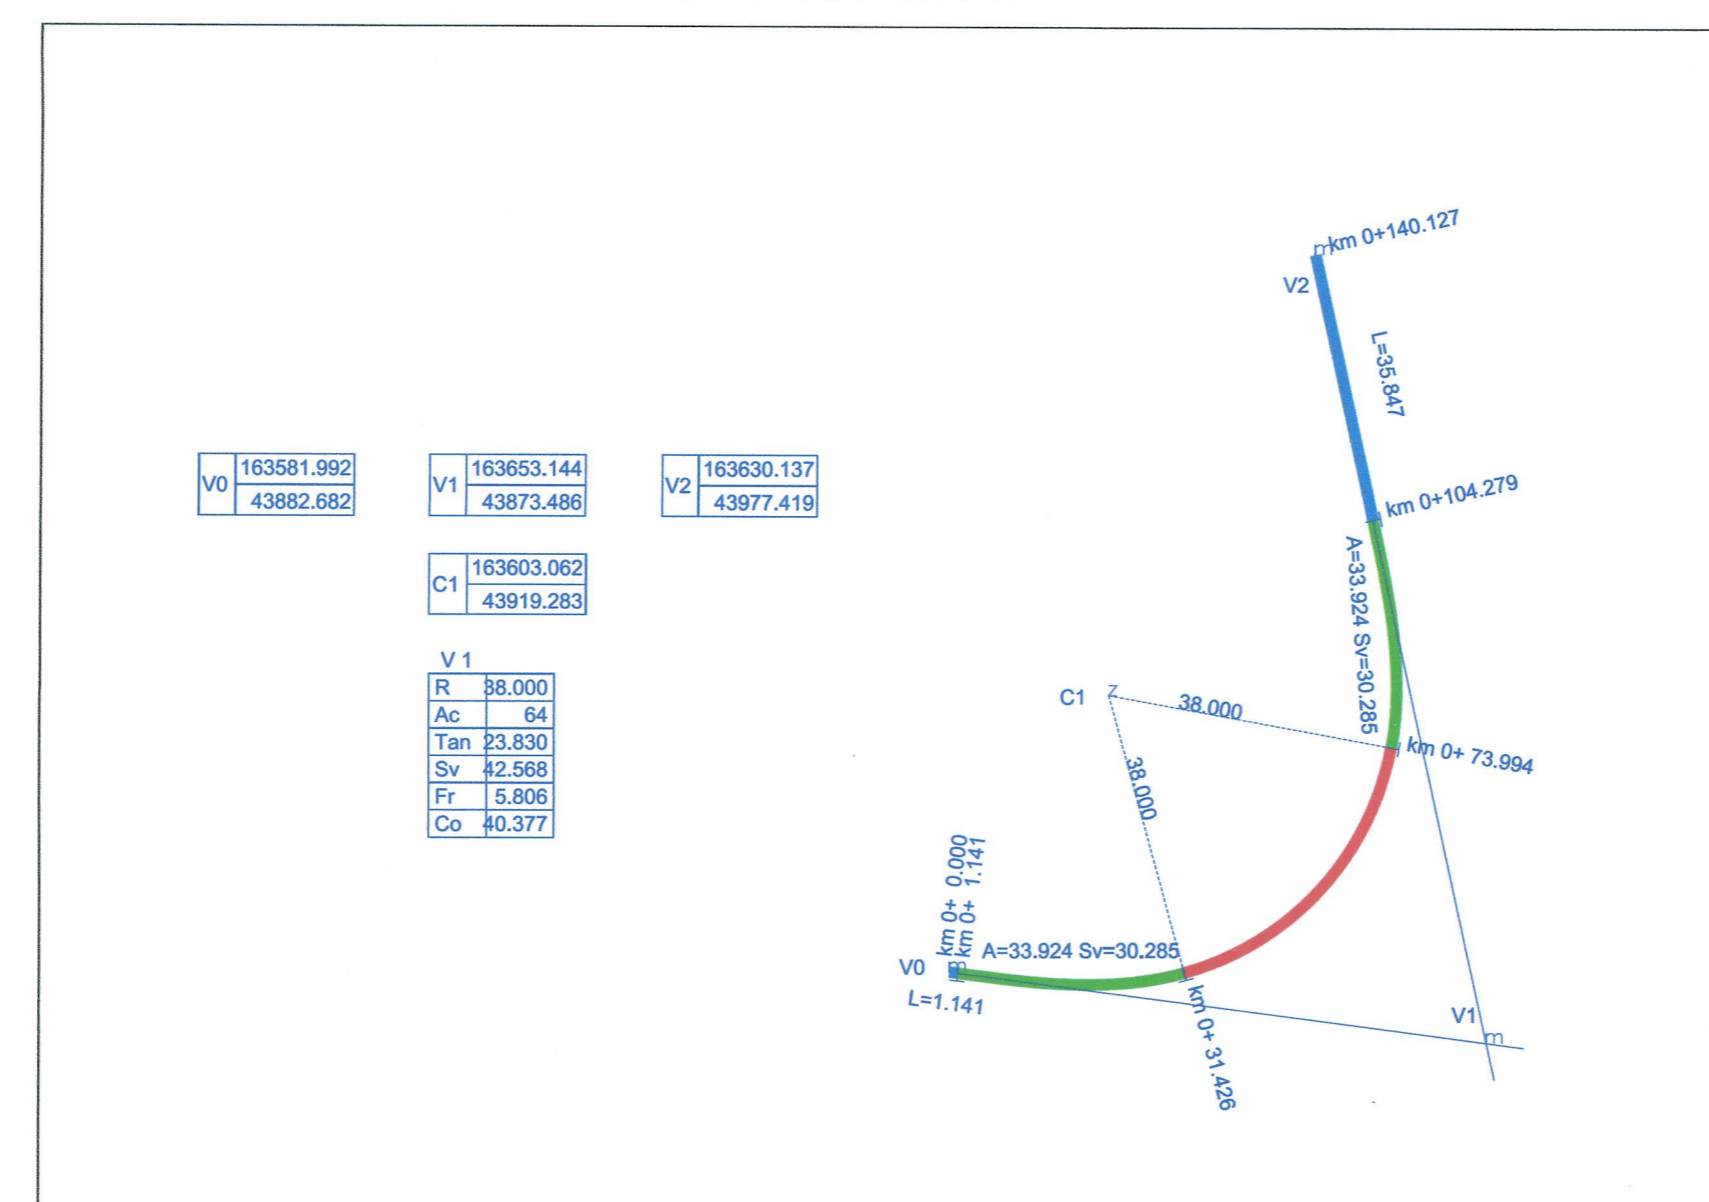 V0 163581.992
43882.682
V1 163653.144
43873.486
V2 163630.137
43977.419
C1 163603.062
43919.283
V 1
R 38.000
Ac 64
Tan 23.830
Sv 42.568
Fr 5.806
Co 40.377
km 0+140.127
V2
L=35.847
km 0+104.279
A=33.924 Sv=30.285
C1
38.000
km 0+ 73.994
38.000
km 0+ 0.000
km 0+ 1.141
V0
A=33.924 Sv=30.285
L=1.141
km 0+ 31.426
V1